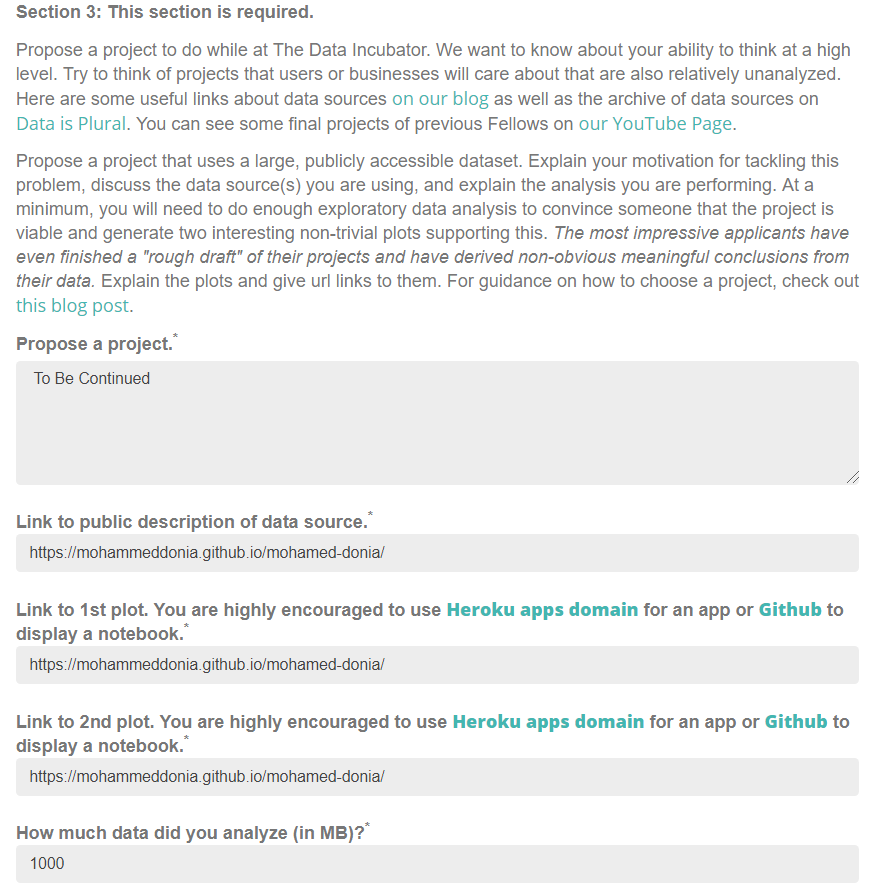 Section 3: This section is required.
Propose a project to do while at The Data Incubator. We want to know about your ability to think at a high
level. Try to think of projects that users or businesses will care about that are also relatively unanalyzed.
Here are some useful links about data sources on our blog as well as the archive of data sources on
Data is Plural. You can see some final projects of previous Fellows on our YouTube Page.
Propose a project that uses a large, publicly accessible dataset. Explain your motivation for tackling this
problem, discuss the data source(s) you are using, and explain the analysis you are performing. At a
minimum, you will need to do enough exploratory data analysis to convince someone that the project is
viable and generate two interesting non-trivial plots supporting this. The most impressive applicants have
even finished a "rough draft" of their projects and have derived non-obvious meaningful conclusions from
their data. Explain the plots and give url links to them. For guidance on how to choose a project, check out
this blog post.
Propose a project.*
To Be Continued
Link to public description of data source.*
https://mohammeddonia.github.io/mohamed-donia/
Link to 1st plot. You are highly encouraged to use Heroku apps domain for an app or Github to
display a notebook.*
https://mohammeddonia.github.io/mohamed-donia/
Link to 2nd plot. You are highly encouraged to use Heroku apps domain for an app or Github to
display a notebook.*
https://mohammeddonia.github.io/mohamed-donia/
How much data did you analyze (in MB)?*
1000